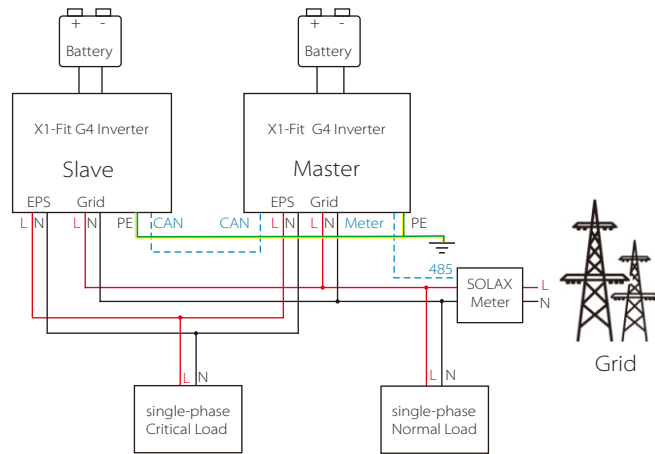 + -
Battery
+ -
Battery
X1-Fit G4 Inverter
Slave
EPS Grid
X1-Fit G4 Inverter
Master
EPS Grid
L N L N PE CAN
CAN L N L N Meter PE
485
SOLAX
Meter
L
N
Grid
L N
single-phase
Critical Load
L N
single-phase
Normal Load